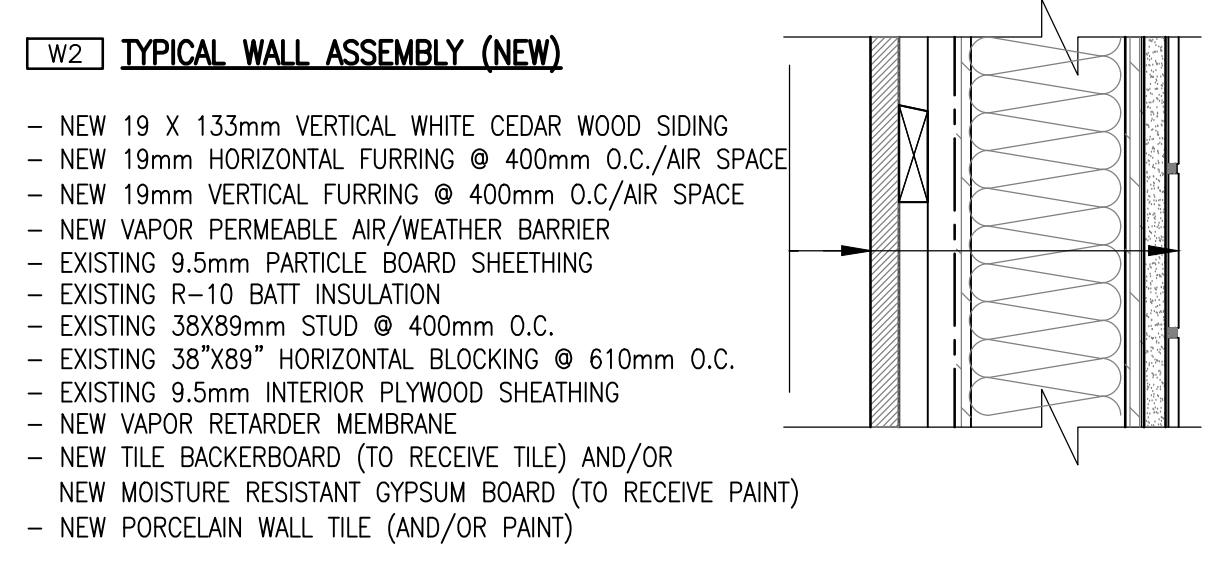 W2 TYPICAL WALL ASSEMBLY (NEW)
– NEW 19 X 133mm VERTICAL WHITE CEDAR WOOD SIDING
– NEW 19mm HORIZONTAL FURRING @ 400mm O.C./AIR SPACE
– NEW 19mm VERTICAL FURRING @ 400mm O.C/AIR SPACE
– NEW VAPOR PERMEABLE AIR/WEATHER BARRIER
– EXISTING 9.5mm PARTICLE BOARD SHEETHING
– EXISTING R-10 BATT INSULATION
– EXISTING 38X89mm STUD @ 400mm O.C.
– EXISTING 38”X89” HORIZONTAL BLOCKING @ 610mm O.C.
– EXISTING 9.5mm INTERIOR PLYWOOD SHEATHING
– NEW VAPOR RETARDER MEMBRANE
– NEW TILE BACKERBOARD (TO RECEIVE TILE) AND/OR
NEW MOISTURE RESISTANT GYPSUM BOARD (TO RECEIVE PAINT)
– NEW PORCELAIN WALL TILE (AND/OR PAINT)